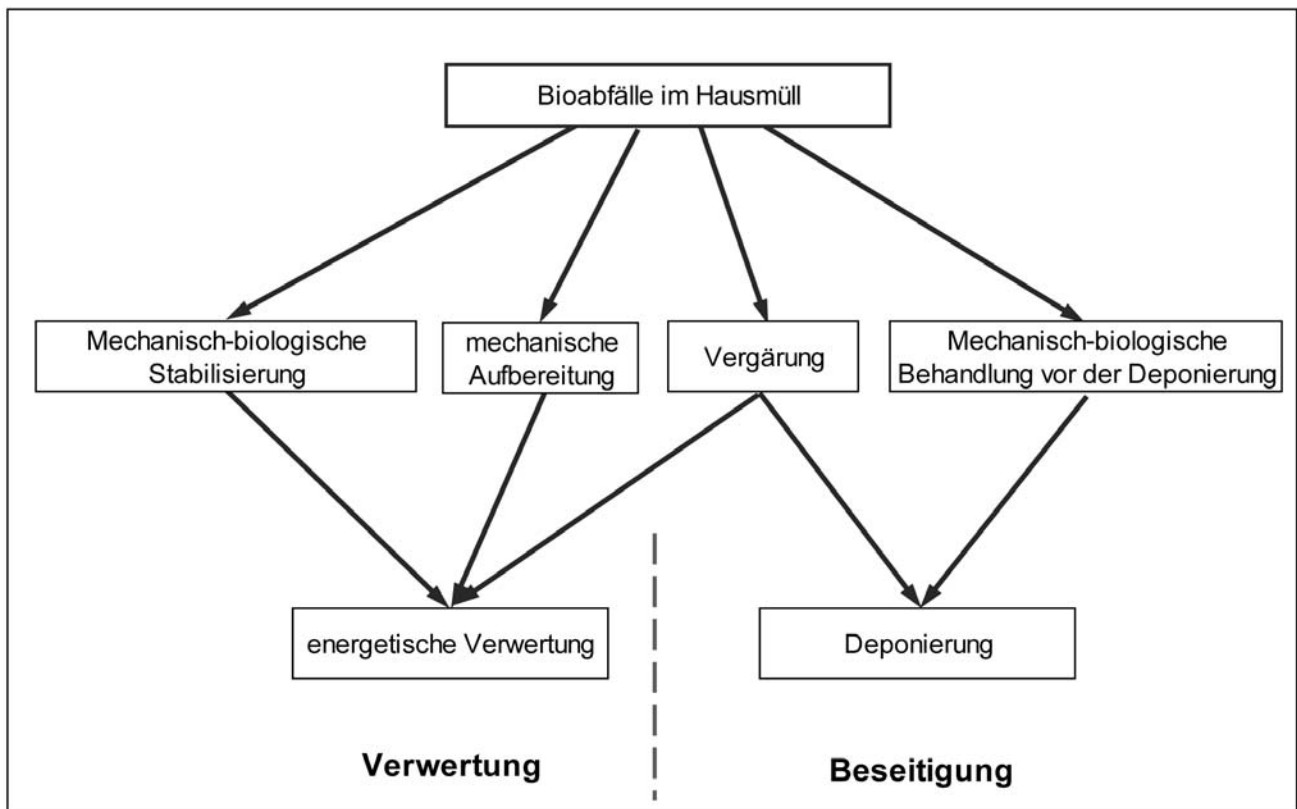 Bioabfälle im Hausmüll
Mechanisch-biologische
Stabilisierung
mechanische
Aufbereitung
Vergärung
Mechanisch-biologische
Behandlung vor der Deponierung
energetische Verwertung
Deponierung
Verwertung
Beseitigung